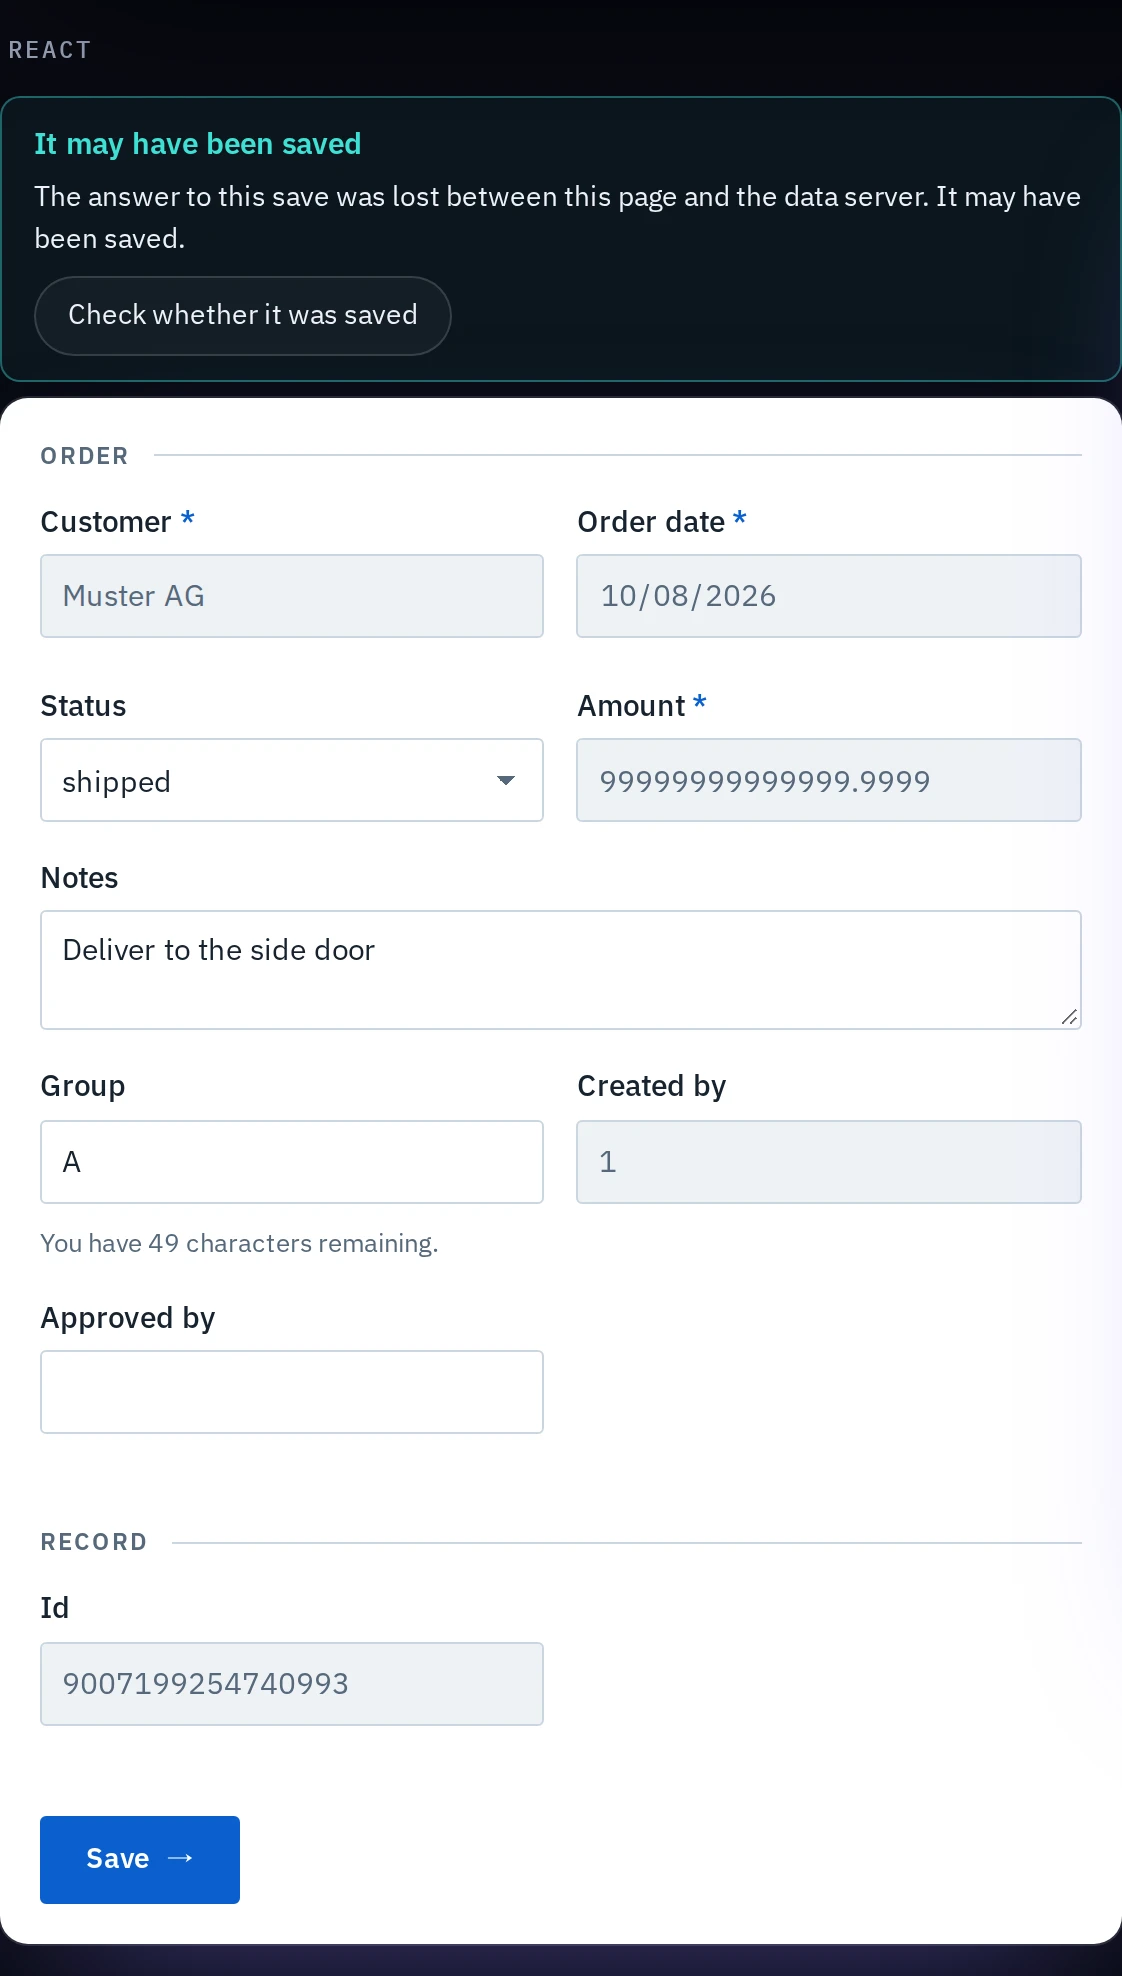 REACT
It may have been saved
The answer to this save was lost between this page and the data server. It may have
been saved.
Check whether it was saved
ORDER
Customer *
Order date *
Muster AG
10/08/2026
Status
Amount *
shipped
99999999999999.9999
Notes
Deliver to the side door
Group
Created by
A
1
You have 49 characters remaining.
Approved by
RECORD
Id
9007199254740993
Save →